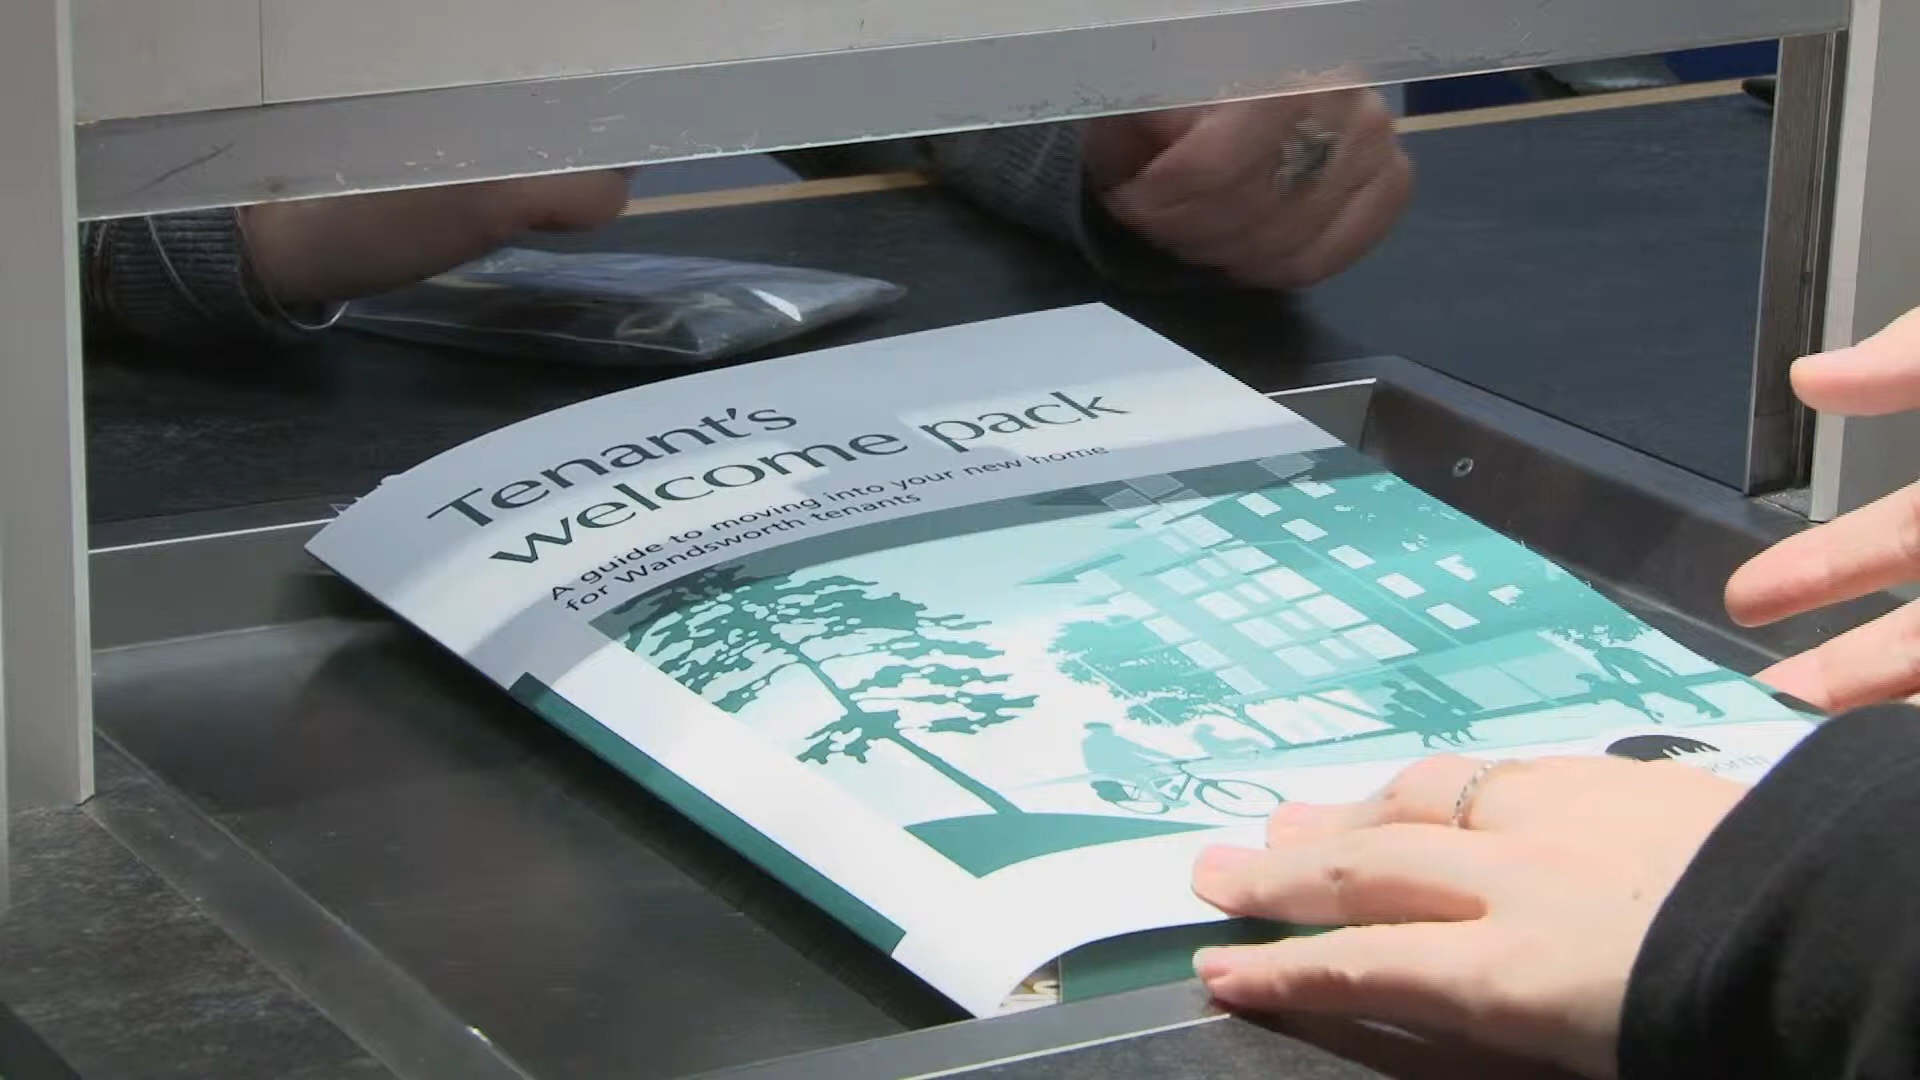 Tenant's
welcome pack
A guide to moving into your new home
for Wandsworth tenants